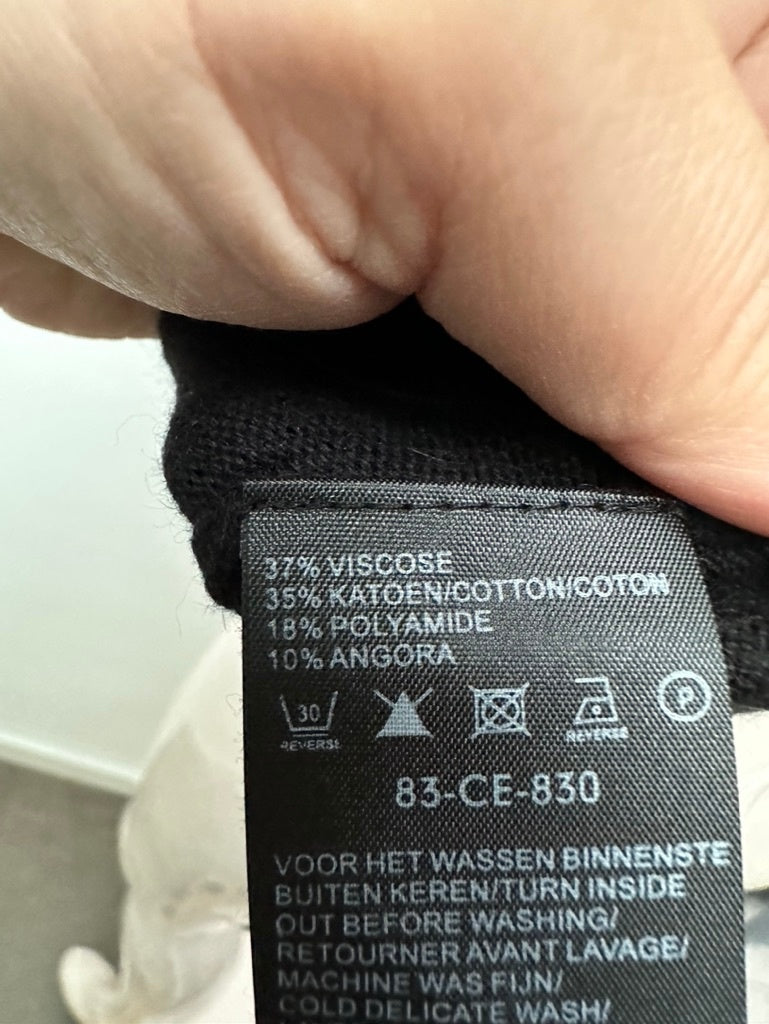 37% VISCOSE
35% KATOEN/COTTON/COTON
18% POLYAMIDE
10% ANGORA
30 P
REVERSE REVERSE
83-CE-830
VOOR HET WASSEN BINNENSTE
BUITEN KEREN/TURN INSIDE
OUT BEFORE WASHING/
RETOURNER AVANT LAVAGE/
MACHINE WAS FIJN/
COLD DELICATE WASH/